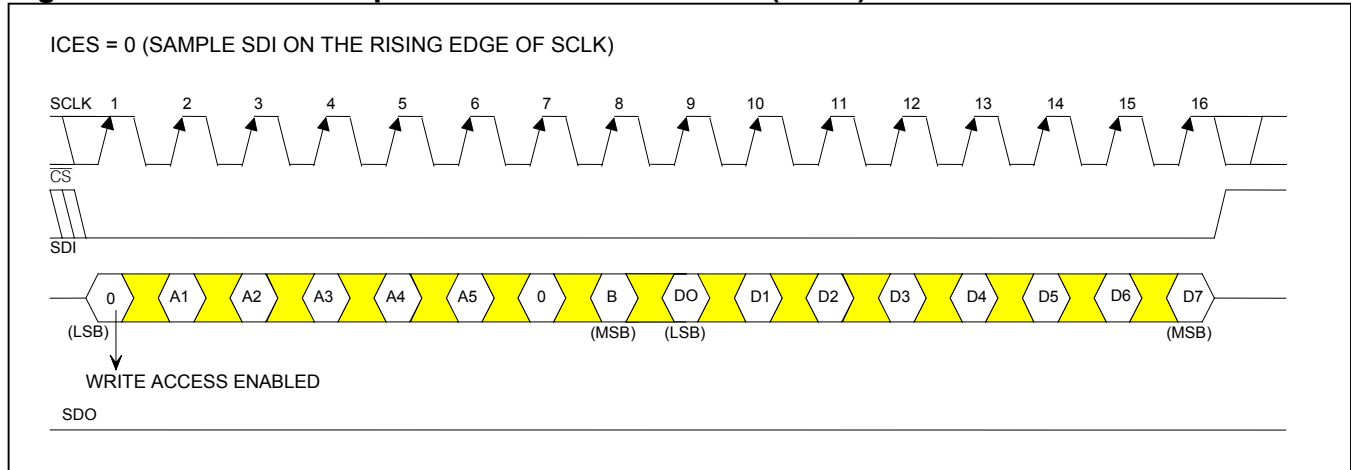 ICES = 0 (SAMPLE SDI ON THE RISING EDGE OF SCLK)
SCLK 1 2 3 4 5 6 7 8 9 10 11 12 13 14 15 16
CS
SDI
0 A1 A2 A3 A4 A5 0 B DO D1 D2 D3 D4 D5 D6 D7
(LSB) (MSB) (LSB) (MSB)
WRITE ACCESS ENABLED
SDO